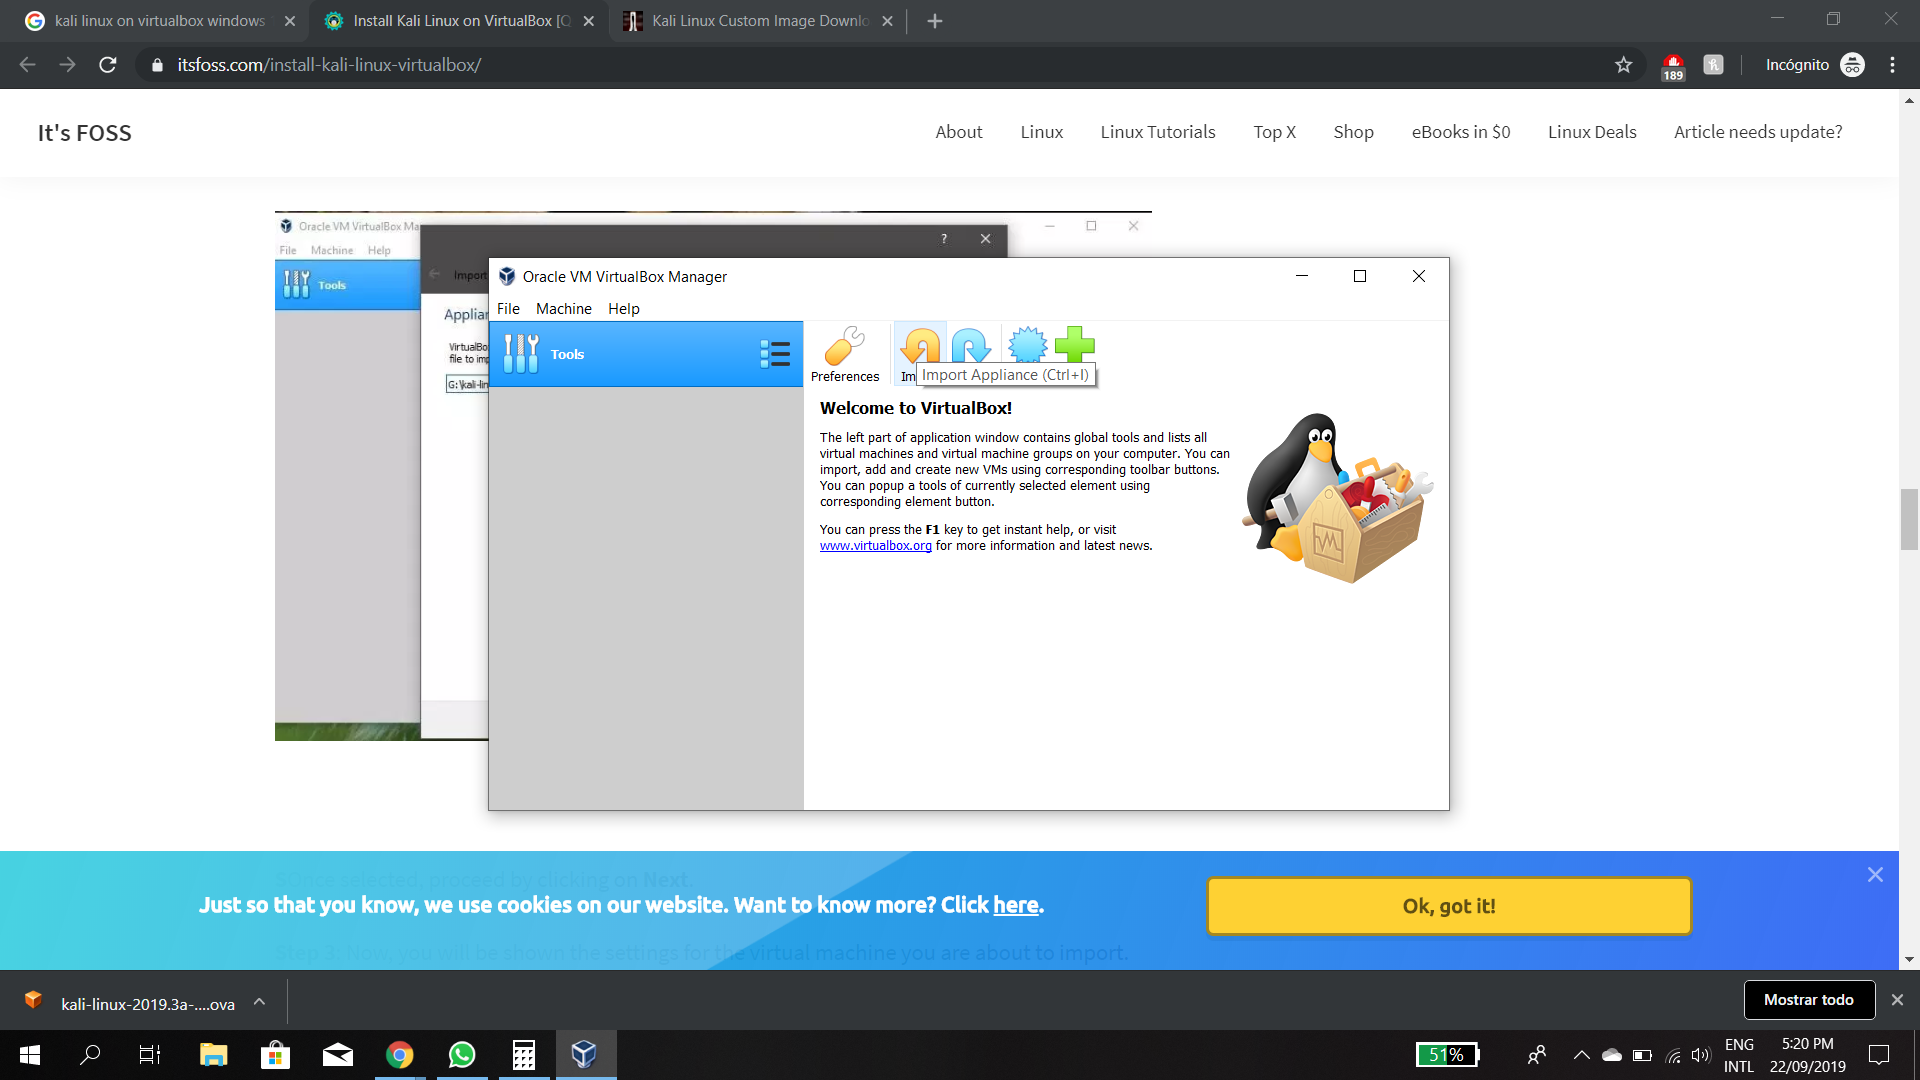 kali linux on virtualbox windows
Install Kali Linux on VirtualBox [Q
Kali Linux Custom Image Downlo
itsfoss.com/install-kali-linux-virtualbox/
189
Incógnito
It's FOSS
About
Linux
Linux Tutorials
Top X
Shop
eBooks in $0
Linux Deals
Article needs update?
Oracle VM VirtualBox Ma
File Machine Help
Tools
?
Import
Applian
VirtualBo
file to imp
G:\kali-lin
Oracle VM VirtualBox Manager
File Machine Help
Tools
Preferences
Im
Import Appliance (Ctrl+I)
Welcome to VirtualBox!
The left part of application window contains global tools and lists all
virtual machines and virtual machine groups on your computer. You can
import, add and create new VMs using corresponding toolbar buttons.
You can popup a tools of currently selected element using
corresponding element button.
You can press the F1 key to get instant help, or visit
www.virtualbox.org for more information and latest news.
Once selected, proceed by clicking on Next.
Just so that you know, we use cookies on our website. Want to know more? Click here.
Ok, got it!
Step 3: Now, you will be shown the settings for the virtual machine you are about to import.
kali-linux-2019.3a-....ova
Mostrar todo
51%
ENG
INTL
5:20 PM
22/09/2019